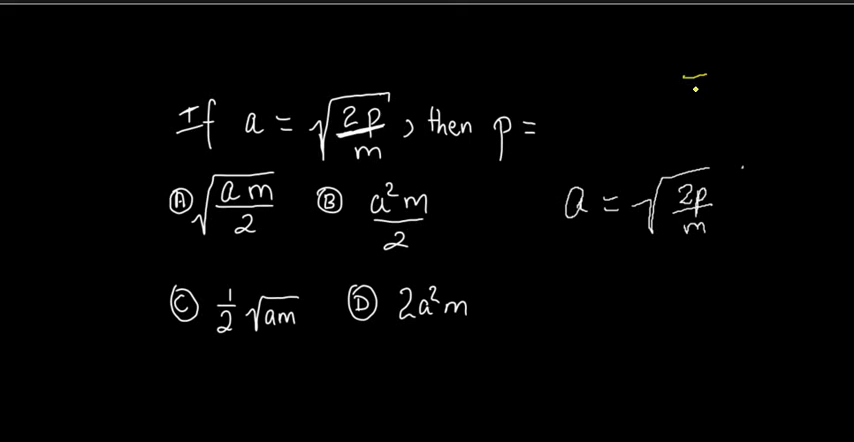 If a = √(2p/m), then p =
Ⓐ √(am/2) Ⓑ a²m/2
a = √(2p/m)
Ⓒ 1/2 √am Ⓓ 2a²m